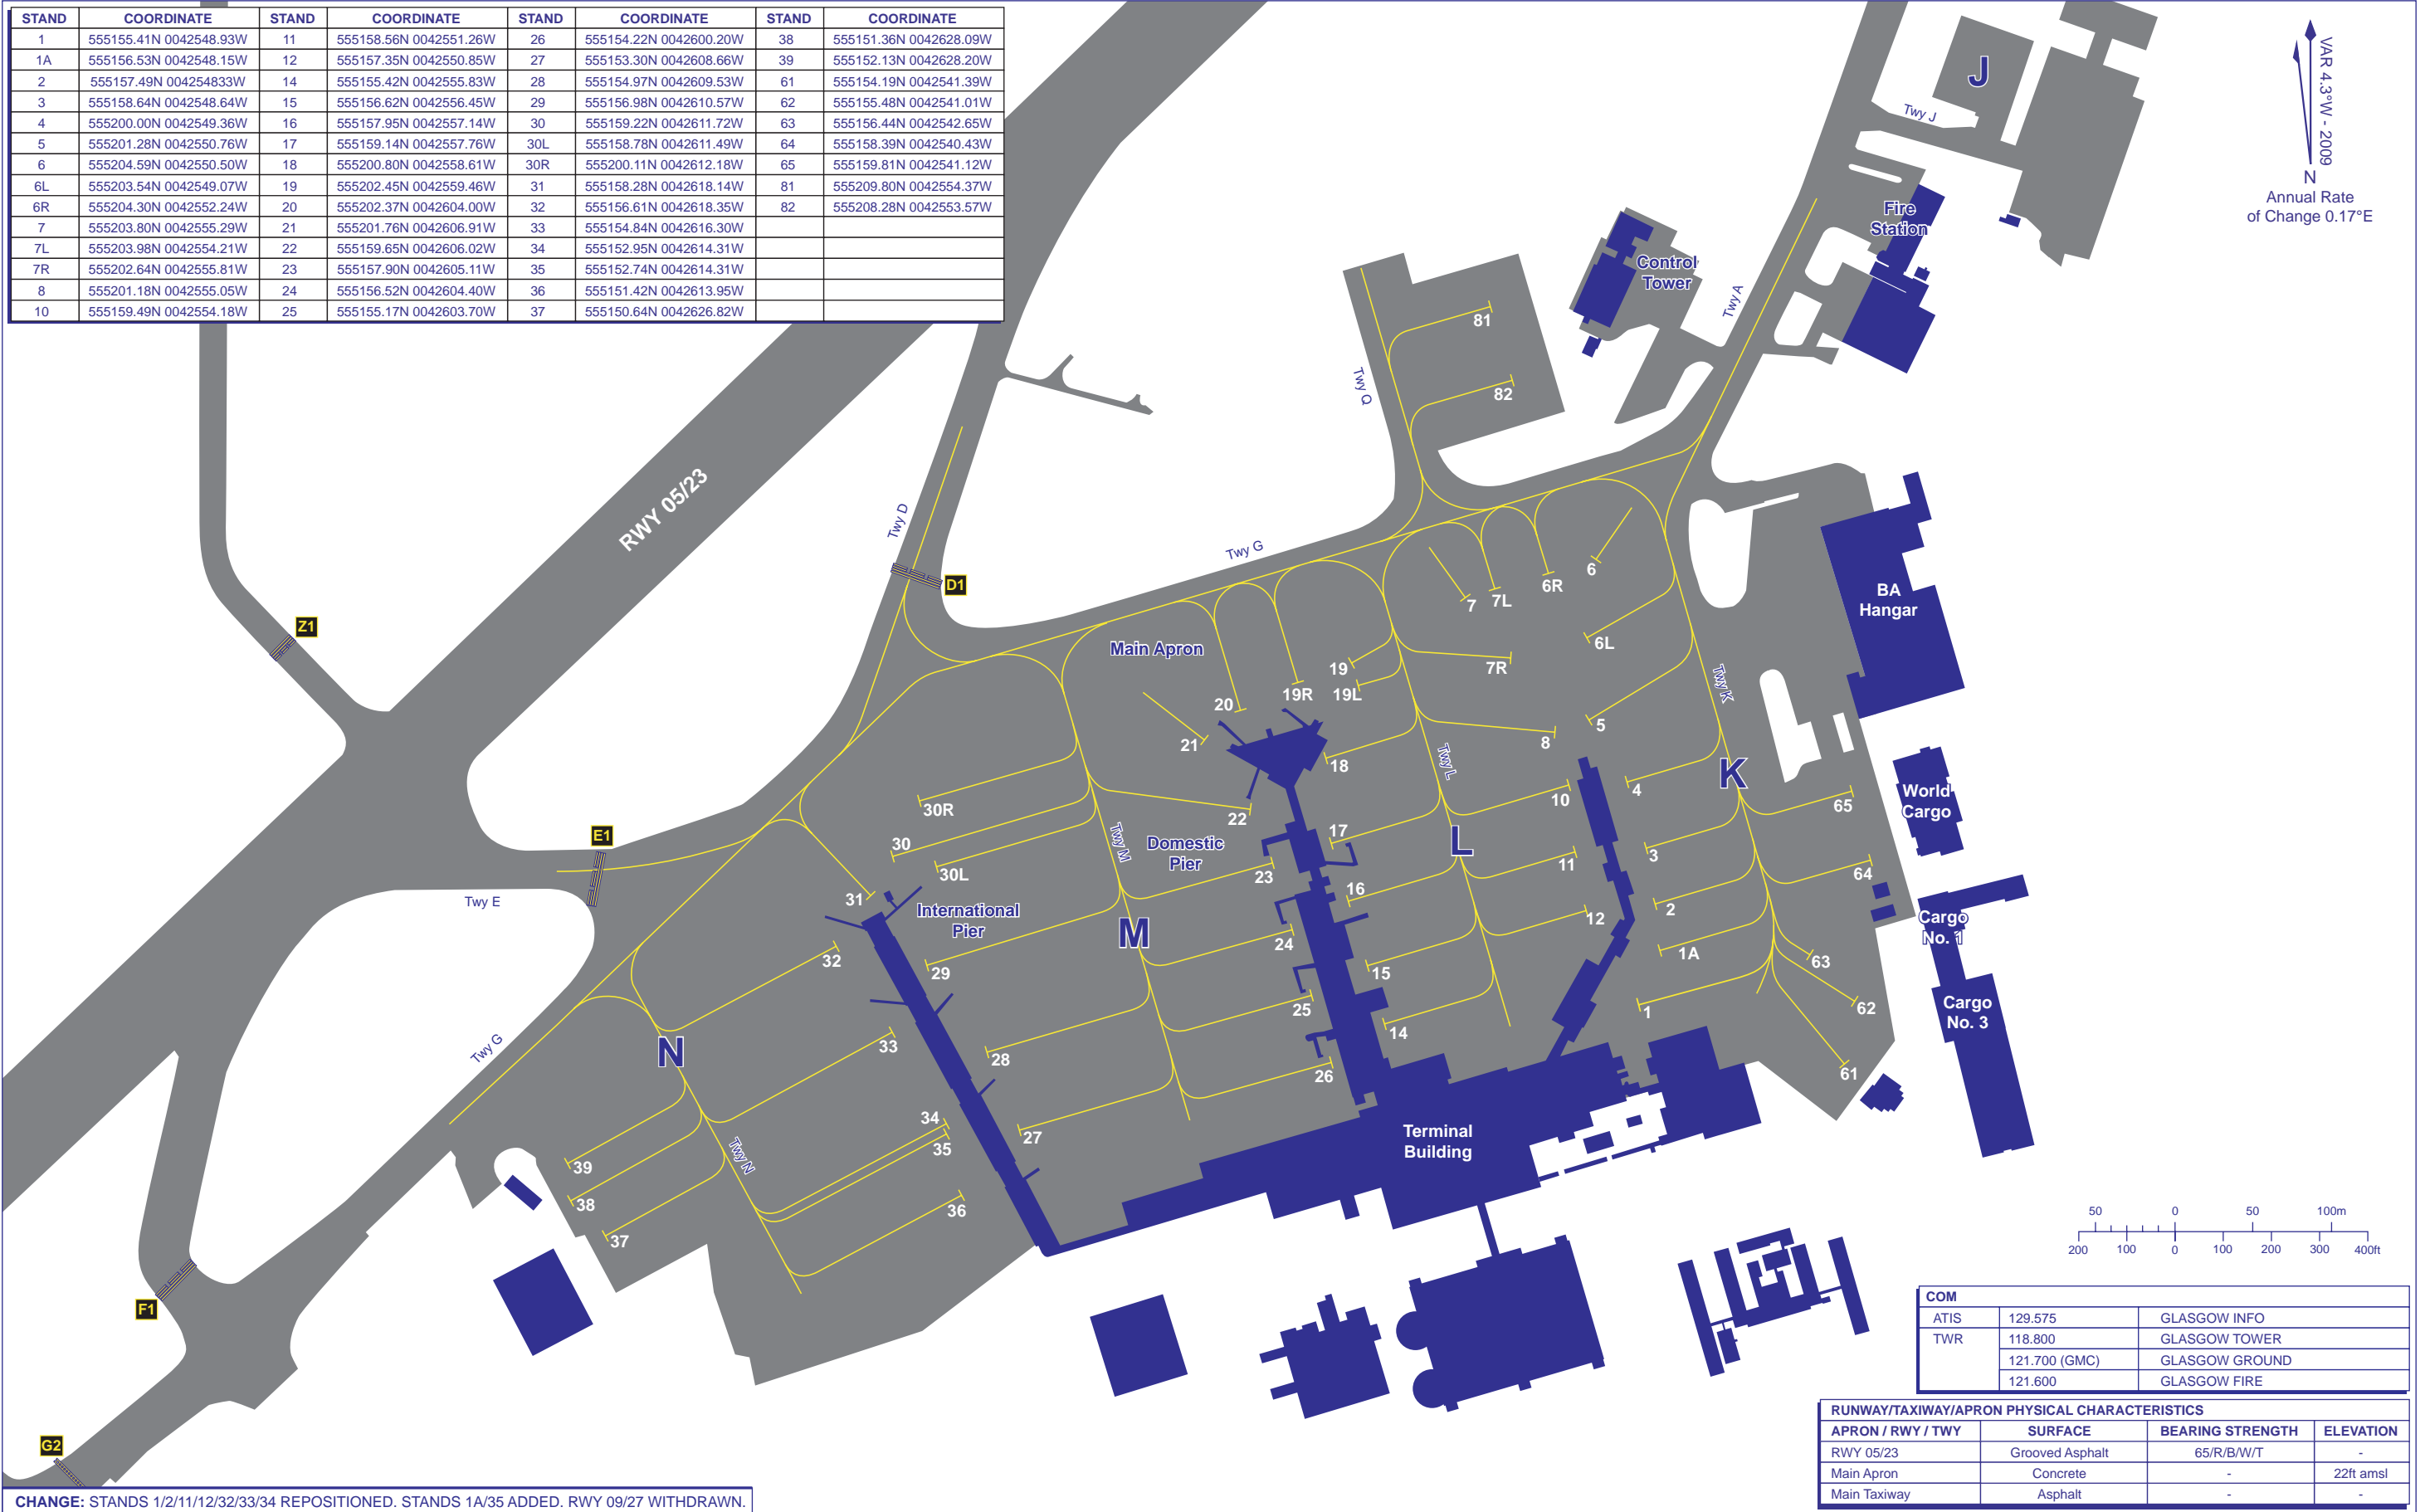 STAND COORDINATE STAND COORDINATE STAND COORDINATE STAND COORDINATE
1 555155.41N 0042548.93W 11 555158.56N 0042551.26W 26 555154.22N 0042600.20W 38 555151.36N 0042628.09W
1A 555156.53N 0042548.15W 12 555157.35N 0042550.85W 27 555153.30N 0042608.66W 39 555152.13N 0042628.20W
2 555157.49N 004254833W 14 555155.42N 0042555.83W 28 555154.97N 0042609.53W 61 555154.19N 0042541.39W
3 555158.64N 0042548.64W 15 555156.62N 0042556.45W 29 555156.98N 0042610.57W 62 555155.48N 0042541.01W
4 555200.00N 0042549.36W 16 555157.95N 0042557.14W 30 555159.22N 0042611.72W 63 555156.44N 0042542.65W
5 555201.28N 0042550.76W 17 555159.14N 0042557.76W 30L 555158.78N 0042611.49W 64 555158.39N 0042540.43W
6 555204.59N 0042550.50W 18 555200.80N 0042558.61W 30R 555200.11N 0042612.18W 65 555159.81N 0042541.12W
6L 555203.54N 0042549.07W 19 555202.45N 0042559.46W 31 555158.28N 0042618.14W 81 555209.80N 0042554.37W
6R 555204.30N 0042552.24W 20 555202.37N 0042604.00W 32 555156.61N 0042618.35W 82 555208.28N 0042553.57W
7 555203.80N 0042555.29W 21 555201.76N 0042606.91W 33 555154.84N 0042616.30W
7L 555203.98N 0042554.21W 22 555159.65N 0042606.02W 34 555152.95N 0042614.31W
7R 555202.64N 0042555.81W 23 555157.90N 0042605.11W 35 555152.74N 0042614.31W
8 555201.18N 0042555.05W 24 555156.52N 0042604.40W 36 555151.42N 0042613.95W
10 555159.49N 0042554.18W 25 555155.17N 0042603.70W 37 555150.64N 0042626.82W
VAR 4.3°W - 2009
N
Annual Rate
of Change 0.17°E
J
Twy J
Fire
Station
Control
Tower
Twy A
81
82
Twy Q
RWY 05/23
Twy D
D1
Twy G
Z1
6
6R
7L
7
6L
7R
BA
Hangar
Main Apron
19
19R
19L
20
21
5
8
18
Twy K
Twy L
K
4
10
65
World
Cargo
30R
22
17
L
30
Twy M
Domestic
Pier
E1
3
11
64
30L
23
16
31
International
Pier
Twy E
2
12
Cargo
No. 1
M
24
1A
63
32
29
15
25
1
62
Cargo
No. 3
14
33
28
N
Twy G
26
61
34
27
35
Terminal
Building
Twy N
39
38
36
37
F1
G2
50 0 50 100m
200 100 0 100 200 300 400ft
COM
ATIS 129.575 GLASGOW INFO
TWR 118.800 GLASGOW TOWER
121.700 (GMC) GLASGOW GROUND
121.600 GLASGOW FIRE
RUNWAY/TAXIWAY/APRON PHYSICAL CHARACTERISTICS
APRON / RWY / TWY SURFACE BEARING STRENGTH ELEVATION
RWY 05/23 Grooved Asphalt 65/R/B/W/T -
Main Apron Concrete - 22ft amsl
Main Taxiway Asphalt - -
CHANGE: STANDS 1/2/11/12/32/33/34 REPOSITIONED. STANDS 1A/35 ADDED. RWY 09/27 WITHDRAWN.